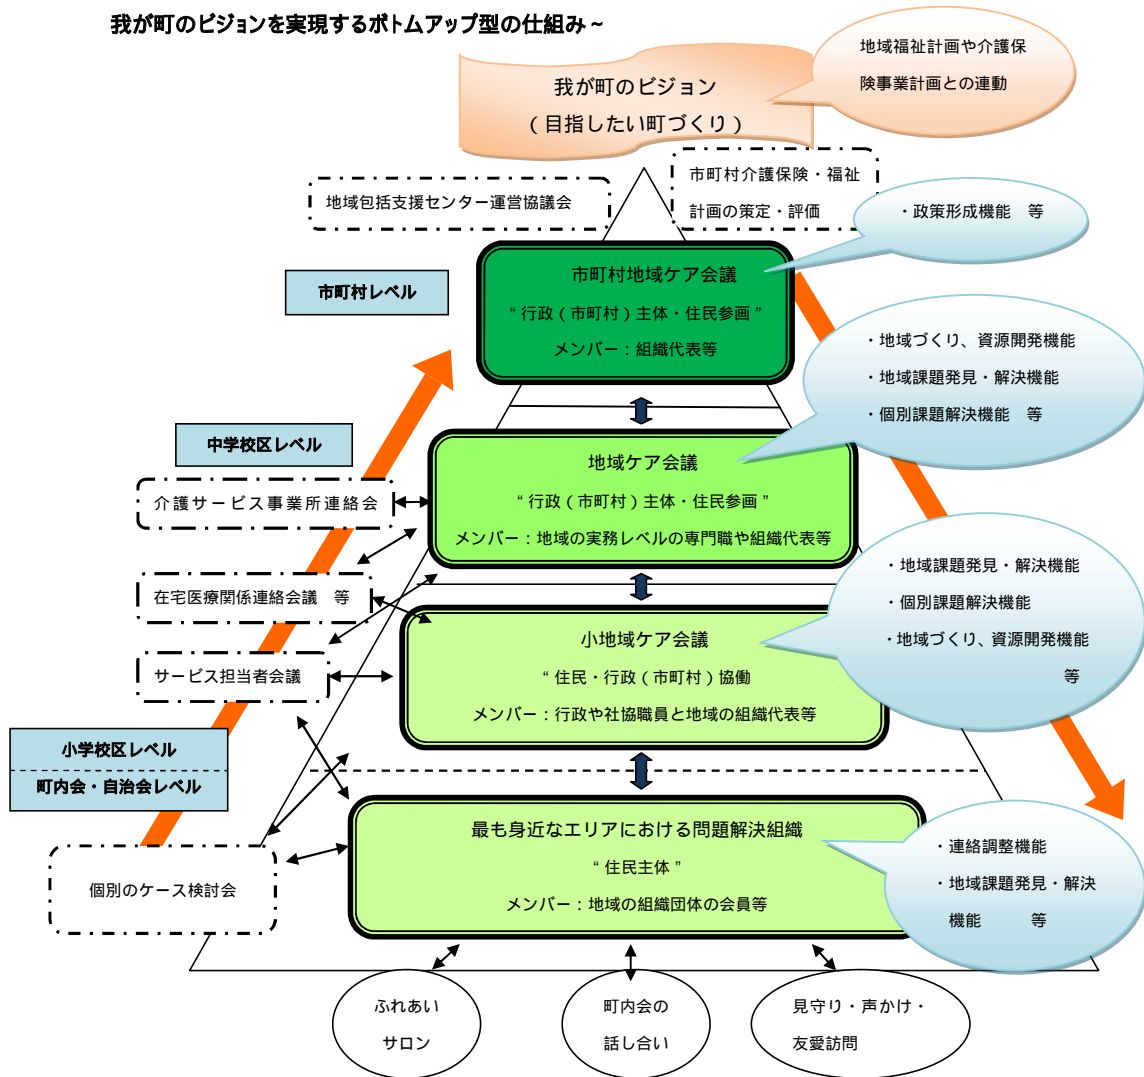 我が町のビジョンを実現するボトムアップ型の仕組み~
地域福祉計画や介護保
険事業計画との連動
我が町のビジョン
(目指したい町づくり)
地域包括支援センター運営協議会
市町村介護保険・福祉
計画の策定・評価
・政策形成機能 等
市町村レベル
市町村地域ケア会議
“行政(市町村)主体・住民参画”
メンバー:組織代表等
・地域づくり、資源開発機能
・地域課題発見・解決機能
・個別課題解決機能 等
中学校区レベル
地域ケア会議
“行政(市町村)主体・住民参画”
メンバー:地域の実務レベルの専門職や組織代表等
介護サービス事業所連絡会
在宅医療関係連絡会議 等
サービス担当者会議
小地域ケア会議
“住民・行政(市町村)協働
メンバー:行政や社協職員と地域の組織代表等
・地域課題発見・解決機能
・個別課題解決機能
・地域づくり、資源開発機能
等
小学校区レベル
町内会・自治会レベル
最も身近なエリアにおける問題解決組織
“住民主体”
メンバー:地域の組織団体の会員等
・連絡調整機能
・地域課題発見・解決
機能 等
個別のケース検討会
ふれあい
サロン
町内会の
話し合い
見守り・声かけ・
友愛訪問